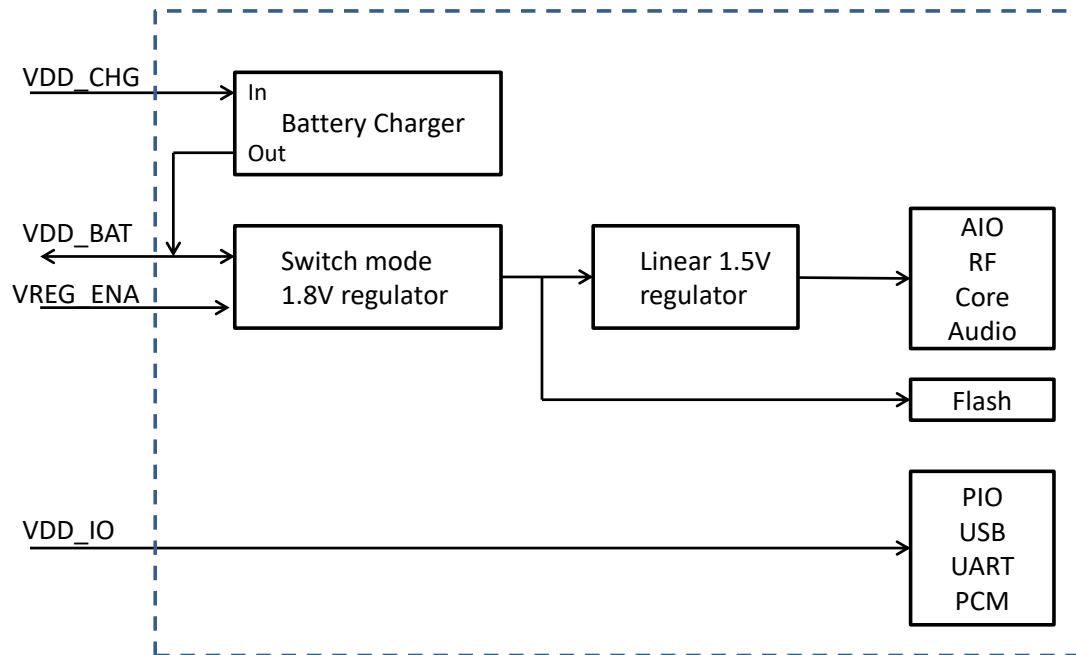 VDD_CHG
In
Battery Charger
Out
VDD_BAT
VREG_ENA
Switch mode
1.8V regulator
Linear 1.5V
regulator
AIO
RF
Core
Audio
Flash
VDD_IO
PIO
USB
UART
PCM